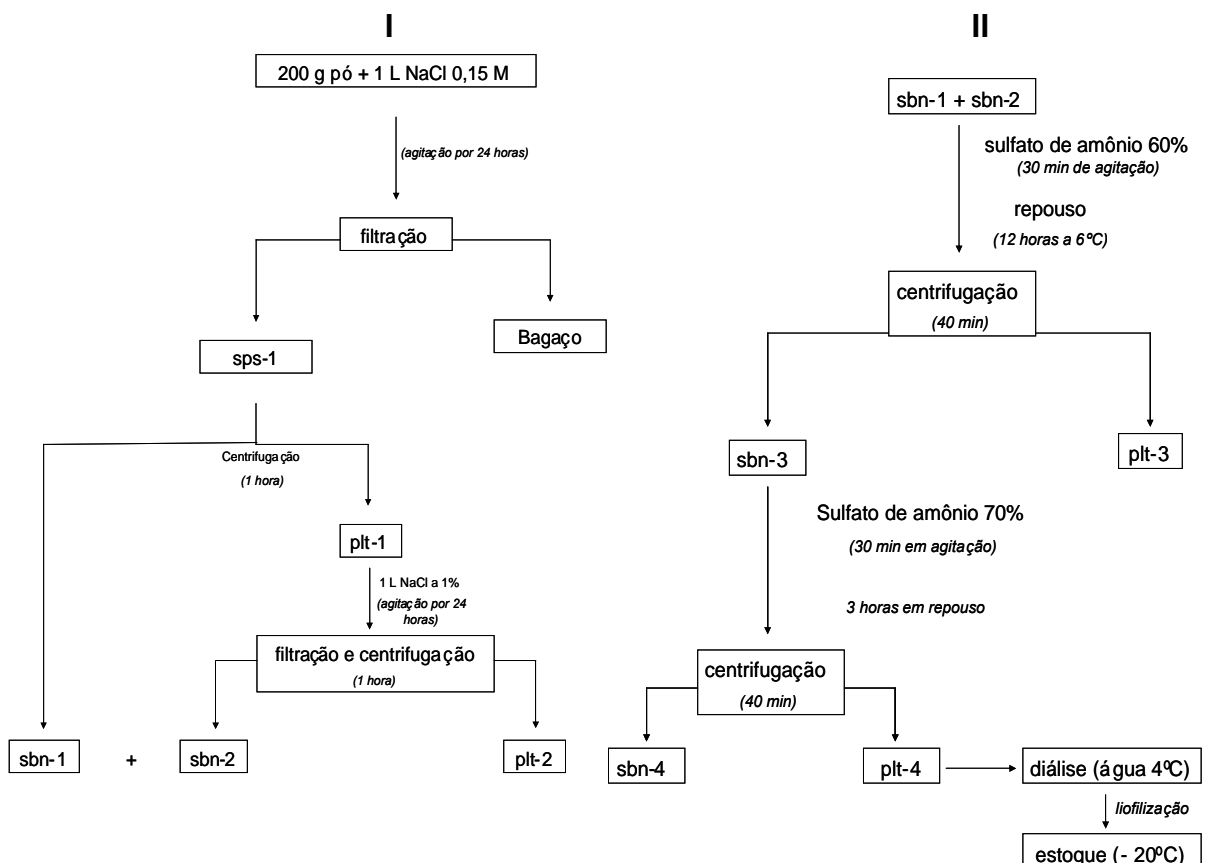 I
200 g pó + 1 L NaCl 0,15 M
(agitação por 24 horas)
filtração
sps-1
Bagaço
Centrifugação
(1 hora)
plt-1
1 L NaCl a 1%
(agitação por 24
horas)
filtração e centrifugação
(1 hora)
sbn-1
+
sbn-2
plt-2
II
sbn-1 + sbn-2
sulfato de amônio 60%
(30 min de agitação)
repouso
(12 horas a 6ºC)
centrifugação
(40 min)
sbn-3
plt-3
Sulfato de amônio 70%
(30 min em agitação)
3 horas em repouso
centrifugação
(40 min)
sbn-4
plt-4
diálise (água 4ºC)
liofilização
estoque (- 20ºC)